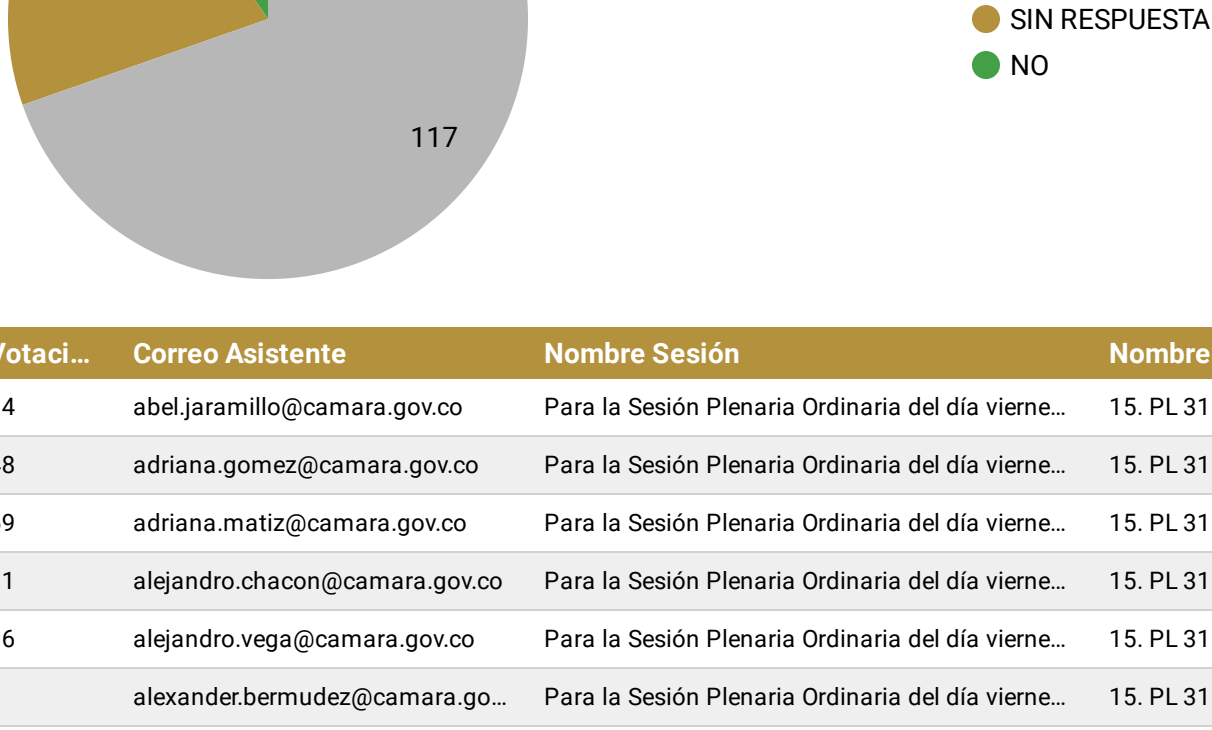 SIN RESPUESTA
NO
117
Votaci… Correo Asistente Nombre Sesión Nombre
4 abel.jaramillo@camara.gov.co Para la Sesión Plenaria Ordinaria del día vierne… 15. PL 31
8 adriana.gomez@camara.gov.co Para la Sesión Plenaria Ordinaria del día vierne… 15. PL 31
9 adriana.matiz@camara.gov.co Para la Sesión Plenaria Ordinaria del día vierne… 15. PL 31
1 alejandro.chacon@camara.gov.co Para la Sesión Plenaria Ordinaria del día vierne… 15. PL 31
6 alejandro.vega@camara.gov.co Para la Sesión Plenaria Ordinaria del día vierne… 15. PL 31
alexander.bermudez@camara.go… Para la Sesión Plenaria Ordinaria del día vierne… 15. PL 31